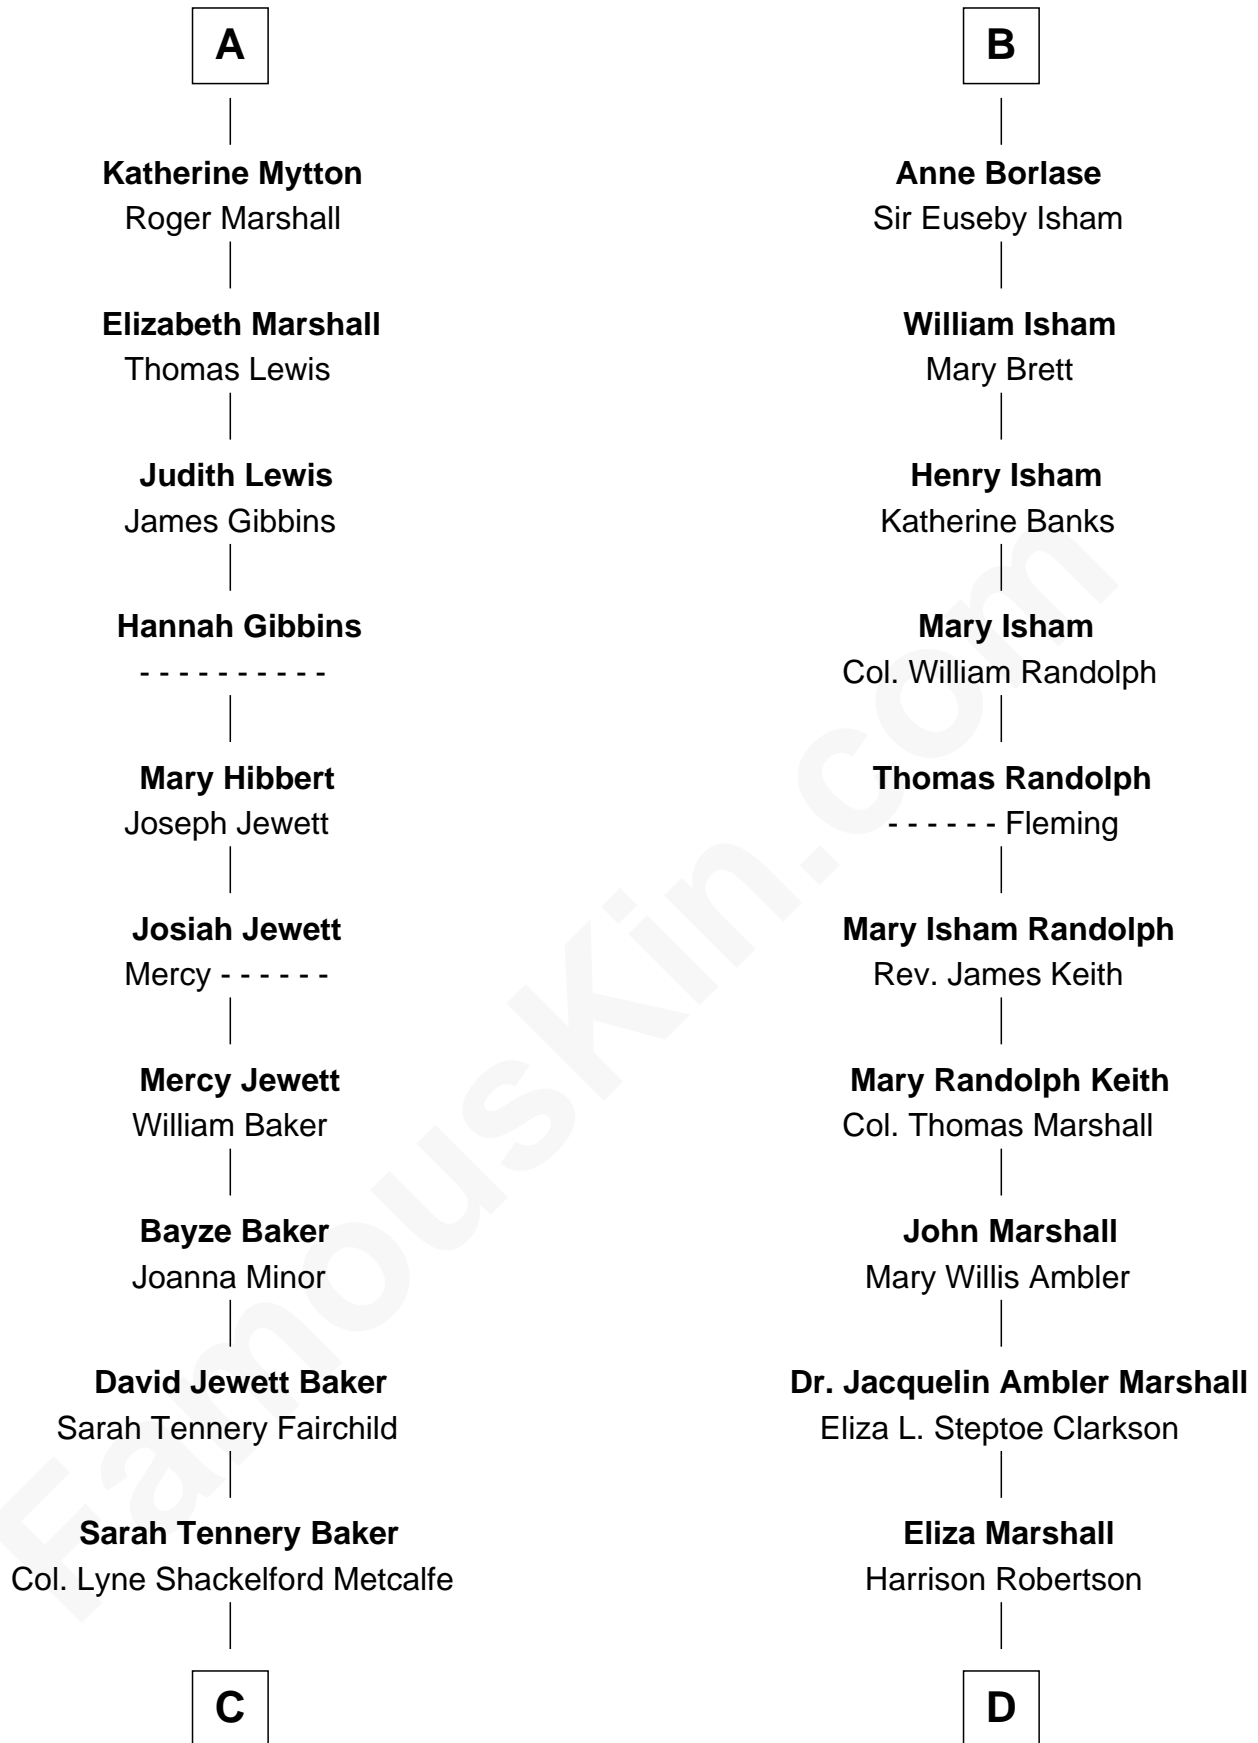 A
Katherine Mytton
Roger Marshall
Elizabeth Marshall
Thomas Lewis
Judith Lewis
James Gibbins
Hannah Gibbins
- - - - - - - - - -
Mary Hibbert
Joseph Jewett
Josiah Jewett
Mercy - - - - - -
Mercy Jewett
William Baker
Bayze Baker
Joanna Minor
David Jewett Baker
Sarah Tennery Fairchild
Sarah Tennery Baker
Col. Lyne Shackelford Metcalfe
C
B
Anne Borlase
Sir Euseby Isham
William Isham
Mary Brett
Henry Isham
Katherine Banks
Mary Isham
Col. William Randolph
Thomas Randolph
- - - - - - Fleming
Mary Isham Randolph
Rev. James Keith
Mary Randolph Keith
Col. Thomas Marshall
John Marshall
Mary Willis Ambler
Dr. Jacquelin Ambler Marshall
Eliza L. Steptoe Clarkson
Eliza Marshall
Harrison Robertson
D
FamousKin.com